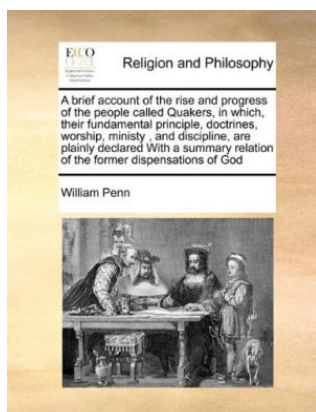 ECCO
Religion and Philosophy
A brief account of the rise and progress
of the people called Quakers, in which,
their fundamental principle, doctrines,
worship, ministy , and discipline, are
plainly declared With a summary relation
of the former dispensations of God
William Penn